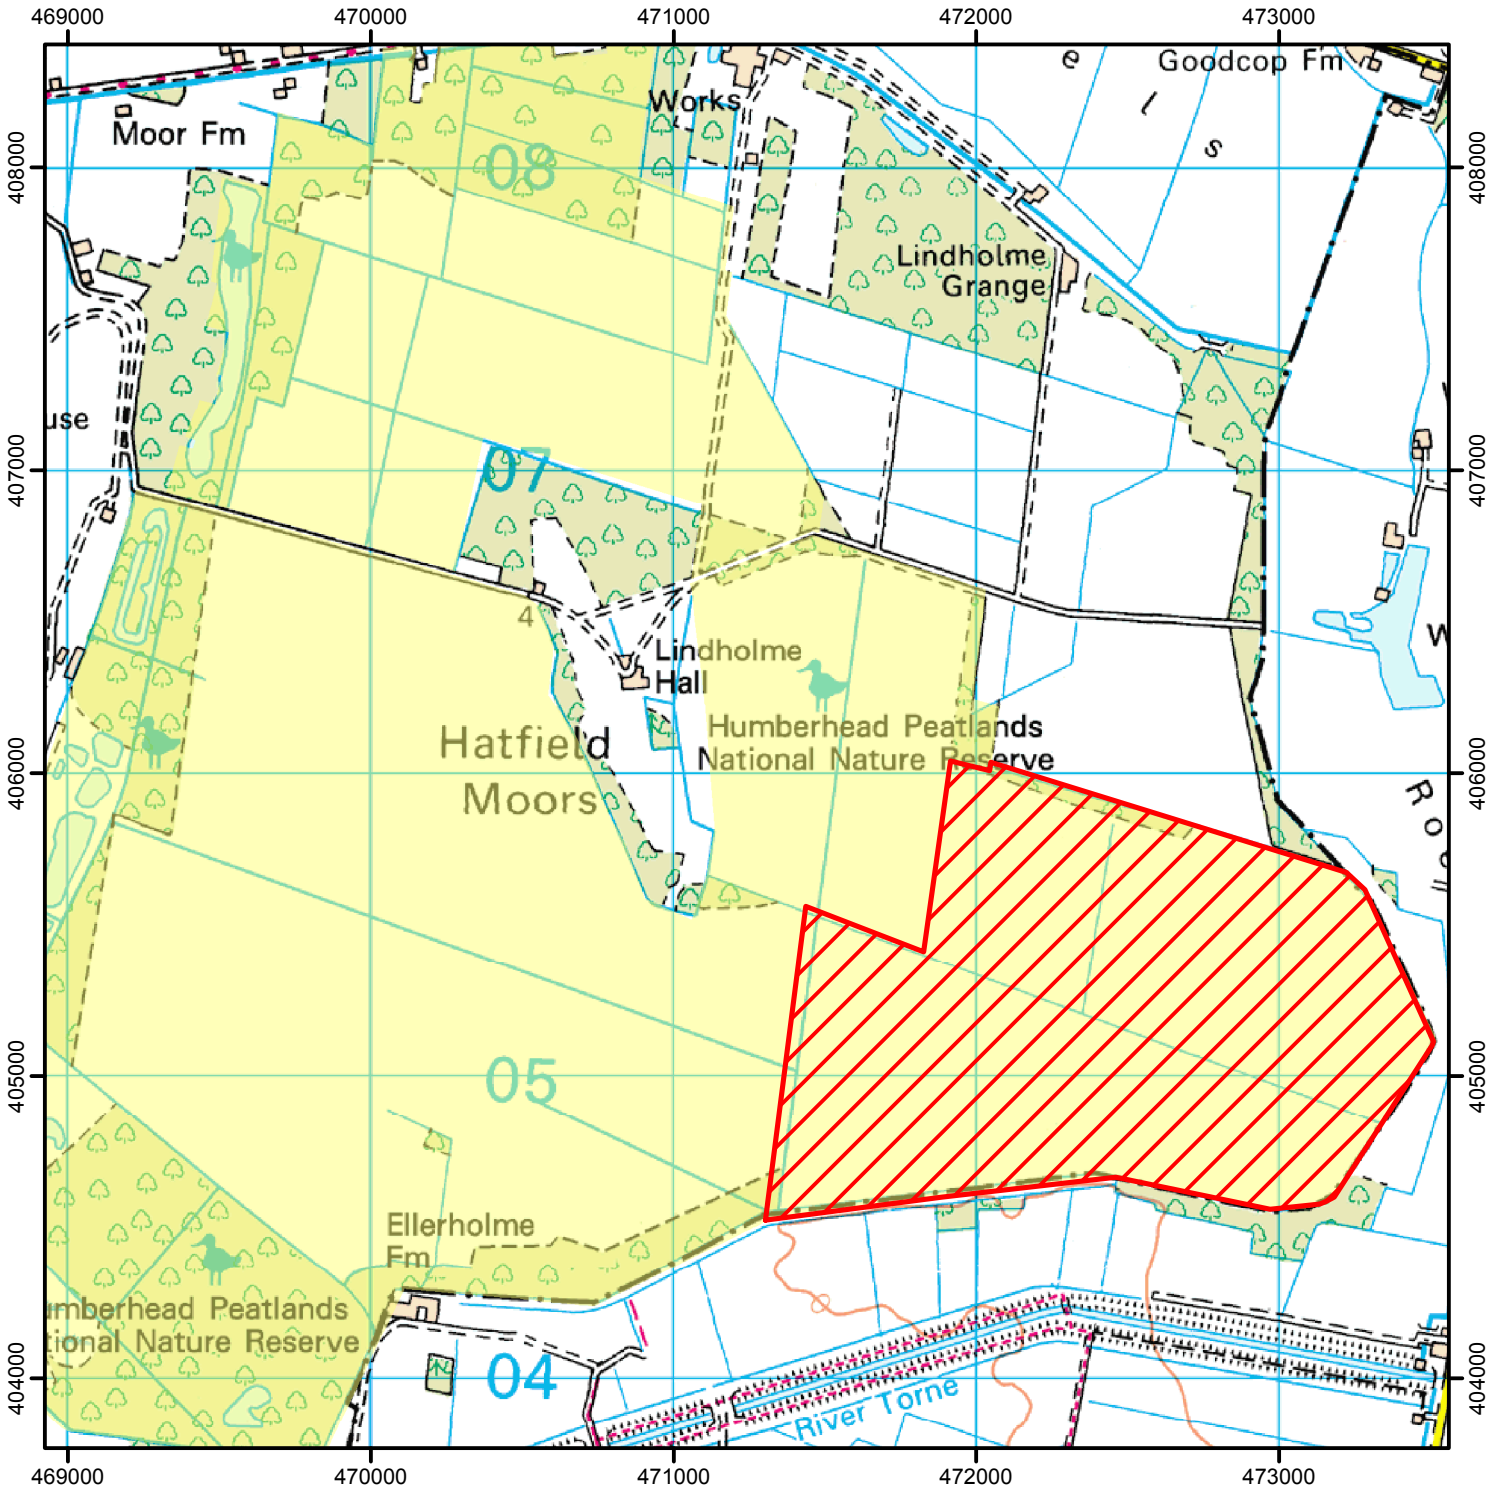 469000 470000 471000 472000 473000
Goodcop Fm
e
l
s
Works
Moor Fm
08
408000 408000
Lindholme
Grange
use
07
407000 407000
4
Lindholme
Hall
W
Hatfield
Moors
Humberhead Peatlands
National Nature Reserve
406000 406000
R
o
05
405000 405000
Ellerholme
Fm
umberhead Peatlands
tional Nature Reserve
04
404000 404000
River Torne
469000 470000 471000 472000 473000